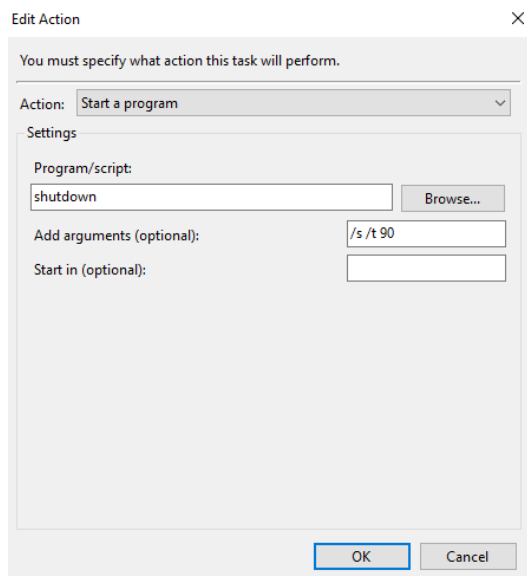 Edit Action
You must specify what action this task will perform.
Action: Start a program
Settings
Program/script:
shutdown Browse...
Add arguments (optional): /s /t 90
Start in (optional):
OK Cancel